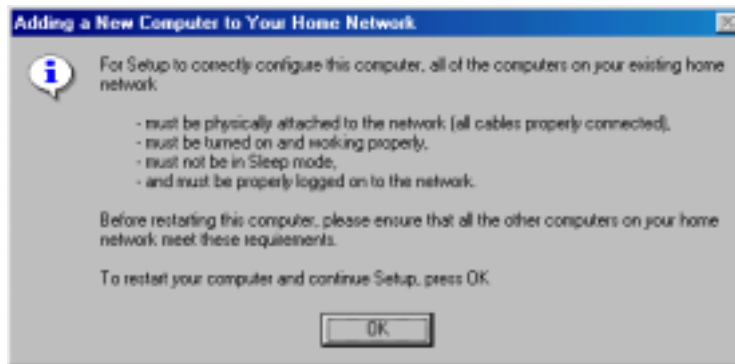 Adding a New Computer to Your Home Network
For Setup to correctly configure this computer, all of the computers on your existing home
network
- must be physically attached to the network (all cables properly connected),
- must be turned on and working properly,
- must not be in Sleep mode,
- and must be properly logged on to the network.
Before restarting this computer, please ensure that all the other computers on your home
network meet these requirements.
To restart your computer and continue Setup, press OK
OK